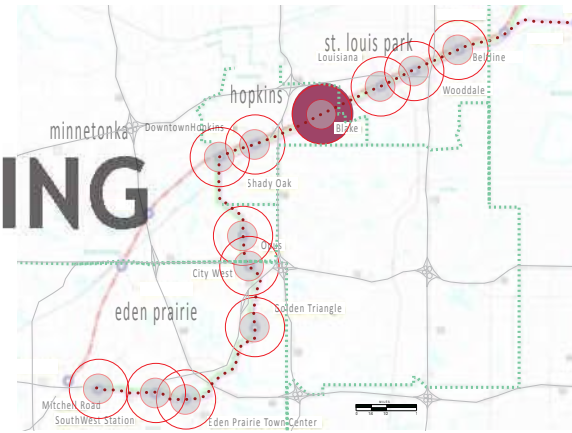 st. louis park
Louisiana
Beltline
Wooddale
hopkins
minnetonka
DowntownHopkins
Blake
ING
Shady Oak
Opus
City West
Golden Triangle
eden prairie
Mitchell Road
SouthWest Station
Eden Prairie Town Center